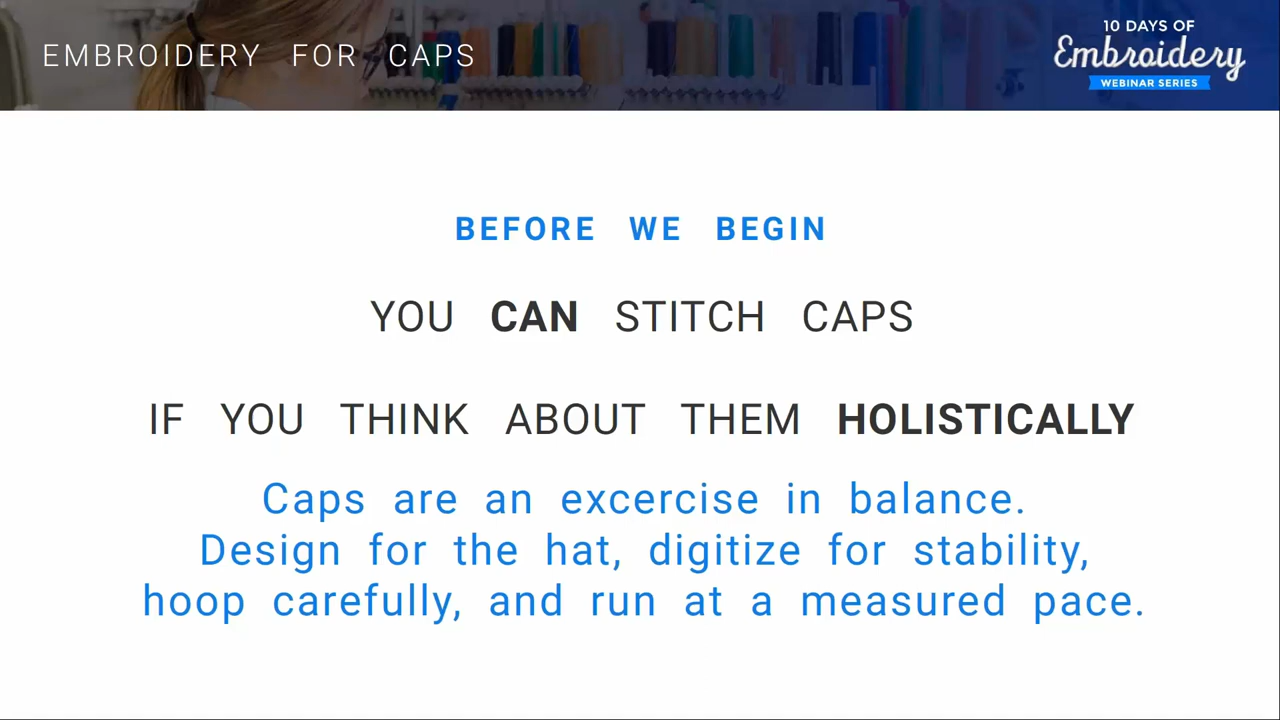 EMBROIDERY FOR CAPS
10 DAYS OF
Embroidery
WEBINAR SERIES
BEFORE WE BEGIN
YOU CAN STITCH CAPS
IF YOU THINK ABOUT THEM HOLISTICALLY
Caps are an excercise in balance.
Design for the hat, digitize for stability,
hoop carefully, and run at a measured pace.